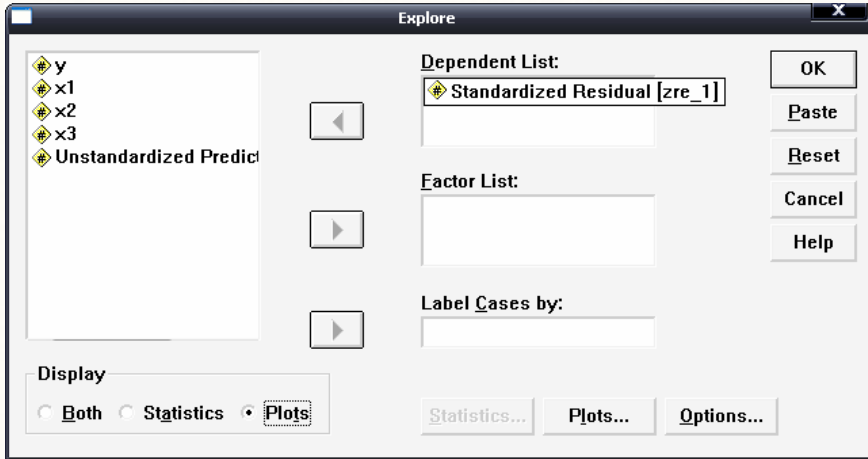 Explore
X
y
x1
x2
x3
Unstandardized Predict
Dependent List:
Standardized Residual [zre_1]
Factor List:
Label Cases by:
OK
Paste
Reset
Cancel
Help
Display
Both
Statistics
Plots
Statistics...
Plots...
Options...